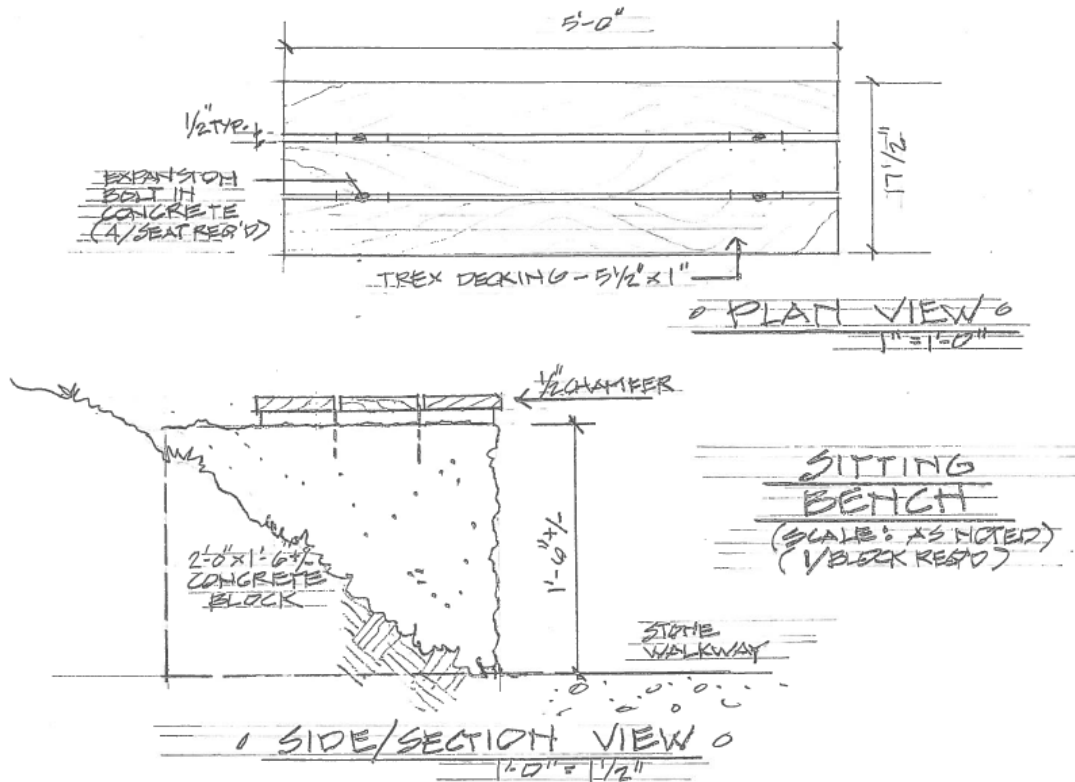 5'-0"
1/2" TYP.
17 1/2"
EXPANSION
BOLT IN
CONCRETE
(4/SEAT REQ'D)
TREX DECKING - 5 1/2" x 1"
PLAN VIEW
1" = 1'-0"
1/2" CHAMFER
SITTING
BENCH
(SCALE: AS NOTED)
(1/BLOCK REQ'D)
2'-0" x 1'-6" +/-
CONCRETE
BLOCK
1'-6" +/-
STONE
WALKWAY
SIDE/SECTION VIEW
1'-0" = 1 1/2"